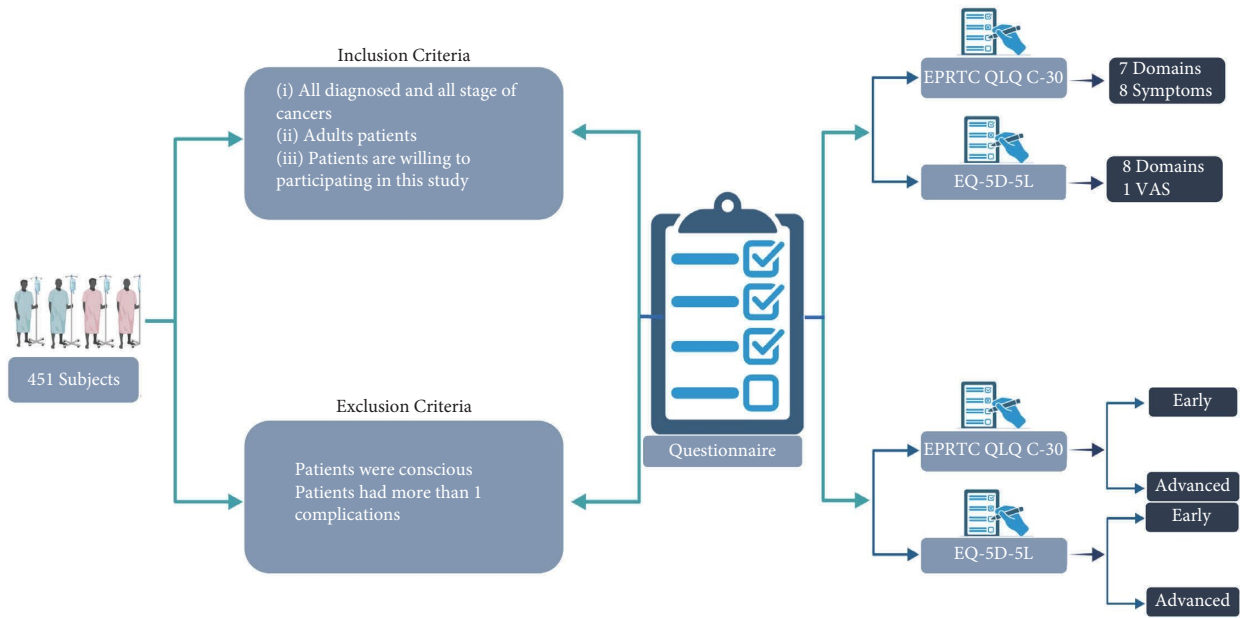 Inclusion Criteria
(i) All diagnosed and all stage of
cancers
(ii) Adults patients
(iii) Patients are willing to
participating in this study
451 Subjects
Exclusion Criteria
Patients were conscious
Patients had more than 1
complications
Questionnaire
EPRTC QLQ C-30
7 Domains
8 Symptoms
EQ-5D-5L
8 Domains
1 VAS
EPRTC QLQ C-30
Early
Advanced
EQ-5D-5L
Early
Advanced